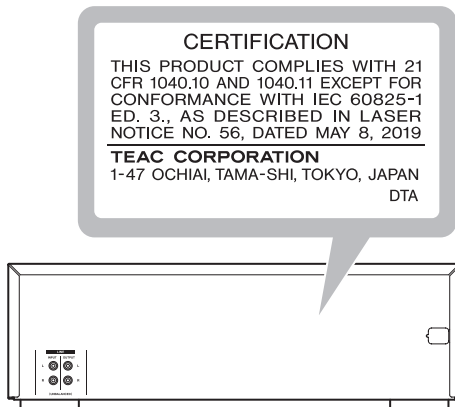 CERTIFICATION
THIS PRODUCT COMPLIES WITH 21
CFR 1040.10 AND 1040.11 EXCEPT FOR
CONFORMANCE WITH IEC 60825-1
ED. 3., AS DESCRIBED IN LASER
NOTICE NO. 56, DATED MAY 8, 2019
TEAC CORPORATION
1-47 OCHIAI, TAMA-SHI, TOKYO, JAPAN
DTA
LINE
INPUT OUTPUT
L L
R R
(UNBALANCED)